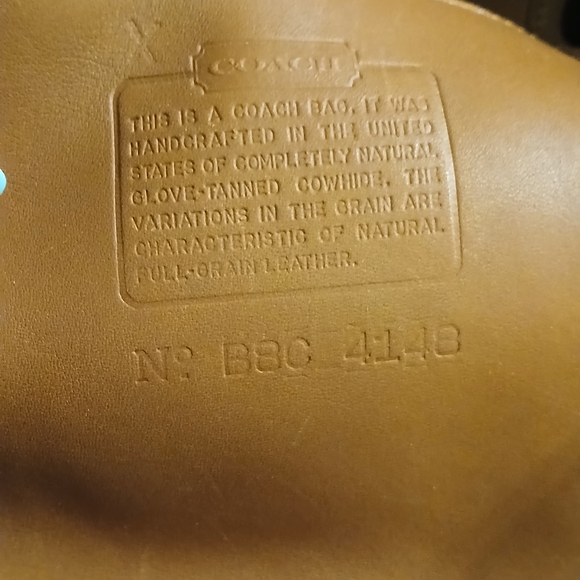 X
COACH
THIS IS A COACH BAG. IT WAS
HANDCRAFTED IN THE UNITED
STATES OF COMPLETELY NATURAL
GLOVE-TANNED COWHIDE. THE
VARIATIONS IN THE GRAIN ARE
CHARACTERISTIC OF NATURAL
FULL-GRAIN LEATHER.
Nº B8C 4148